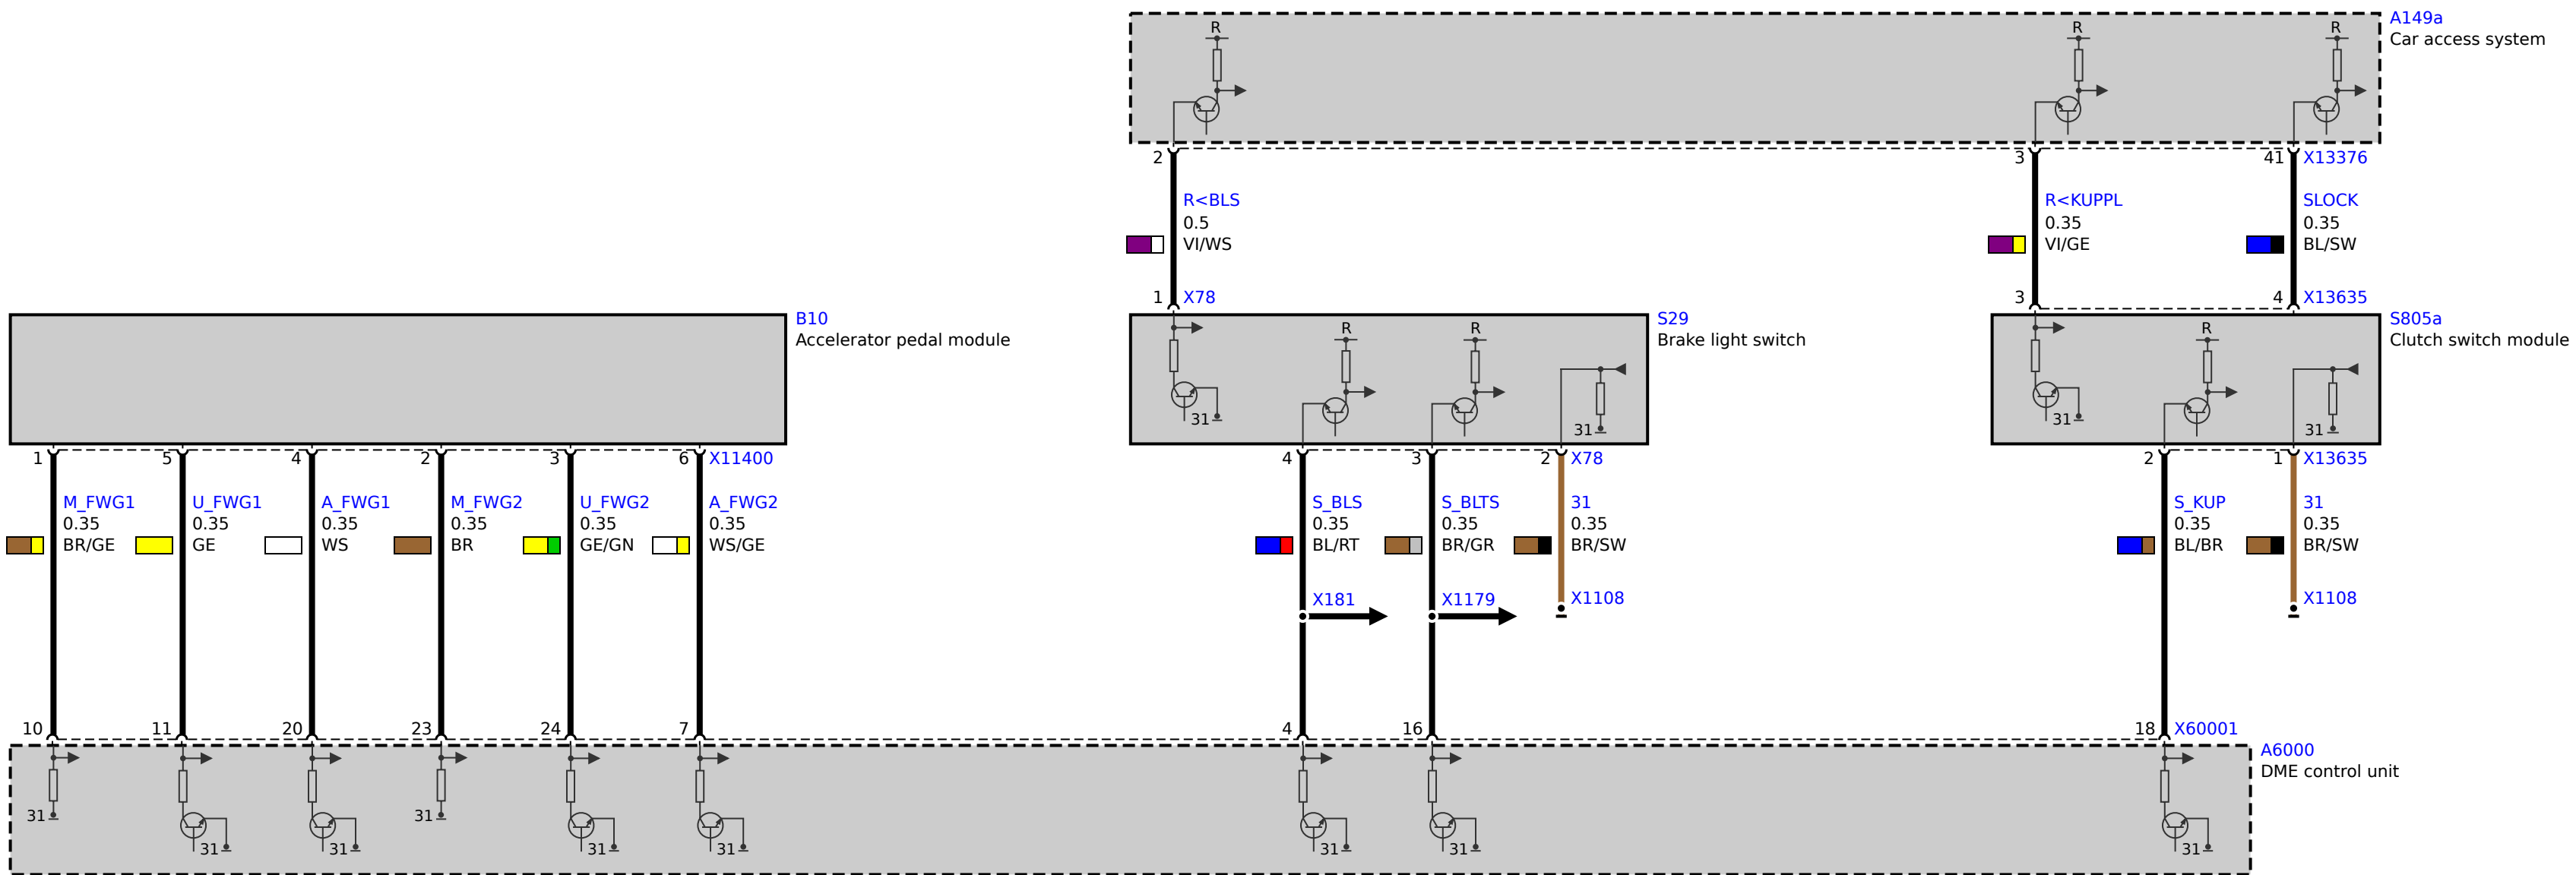 R
R
R
A149a
Car access system
2
3
41
X13376
R<BLS
0.5
VI/WS
R<KUPPL
0.35
VI/GE
SLOCK
0.35
BL/SW
1
X78
3
4
X13635
B10
Accelerator pedal module
R
R
31
31
S29
Brake light switch
R
31
31
S805a
Clutch switch module
1
5
4
2
3
6
X11400
4
3
2
X78
2
1
X13635
M_FWG1
0.35
BR/GE
U_FWG1
0.35
GE
A_FWG1
0.35
WS
M_FWG2
0.35
BR
U_FWG2
0.35
GE/GN
A_FWG2
0.35
WS/GE
S_BLS
0.35
BL/RT
S_BLTS
0.35
BR/GR
31
0.35
BR/SW
S_KUP
0.35
BL/BR
31
0.35
BR/SW
X181
X1179
X1108
X1108
10
11
20
23
24
7
4
16
18
X60001
A6000
DME control unit
31
31
31
31
31
31
31
31
31